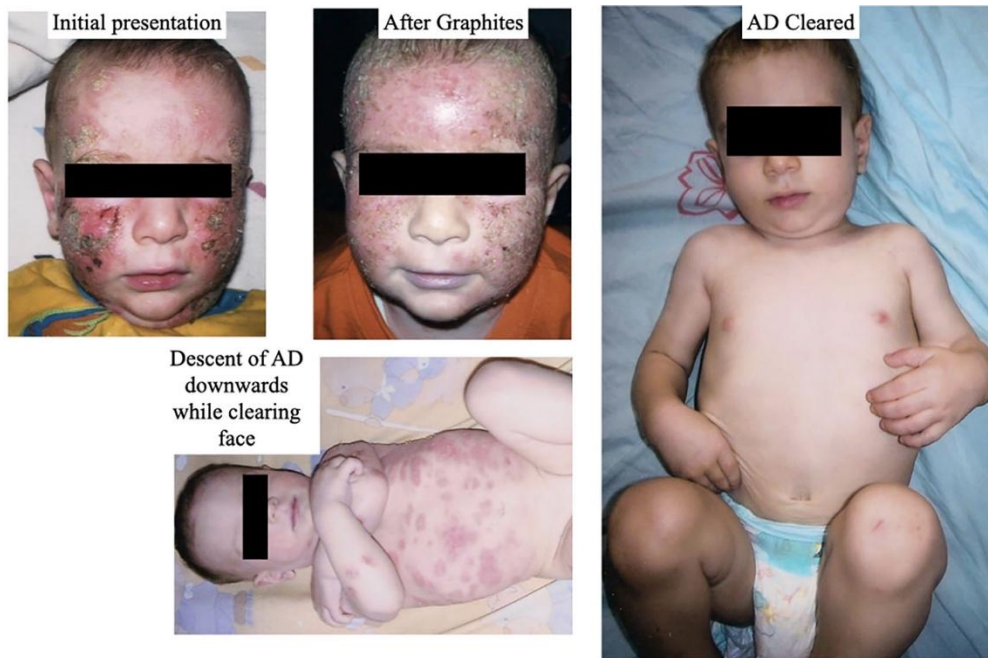 Initial presentation
After Graphites
AD Cleared
Descent of AD
downwards
while clearing
face